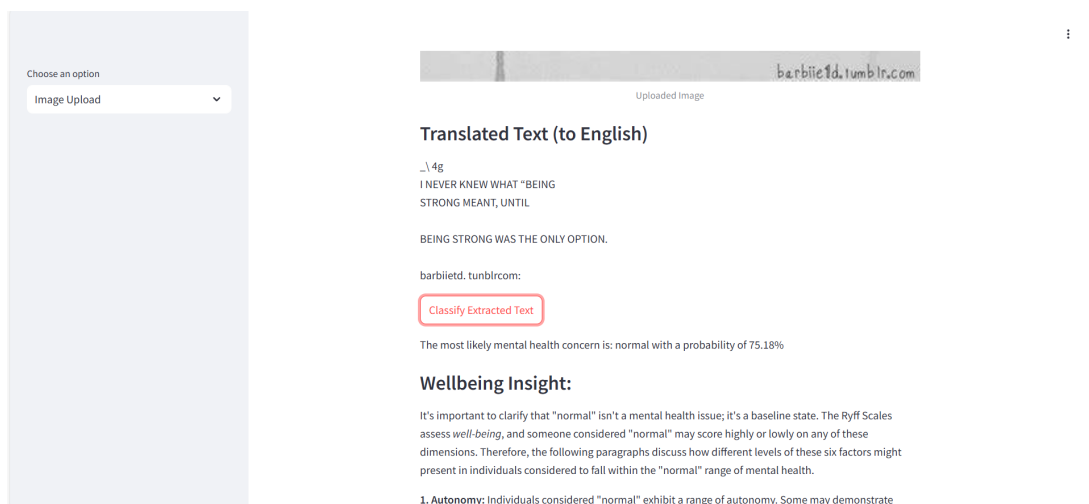 Choose an option
Image Upload
barbiie1d.tumblr.com
Uploaded Image
Translated Text (to English)
_\ 4g
I NEVER KNEW WHAT “BEING
STRONG MEANT, UNTIL
BEING STRONG WAS THE ONLY OPTION.
barbiietd. tunblrcom:
Classify Extracted Text
The most likely mental health concern is: normal with a probability of 75.18%
Wellbeing Insight:
It's important to clarify that "normal" isn't a mental health issue; it's a baseline state. The Ryff Scales
assess well-being, and someone considered "normal" may score highly or lowly on any of these
dimensions. Therefore, the following paragraphs discuss how different levels of these six factors might
present in individuals considered to fall within the "normal" range of mental health.
1. Autonomy: Individuals considered "normal" exhibit a range of autonomy. Some may demonstrate